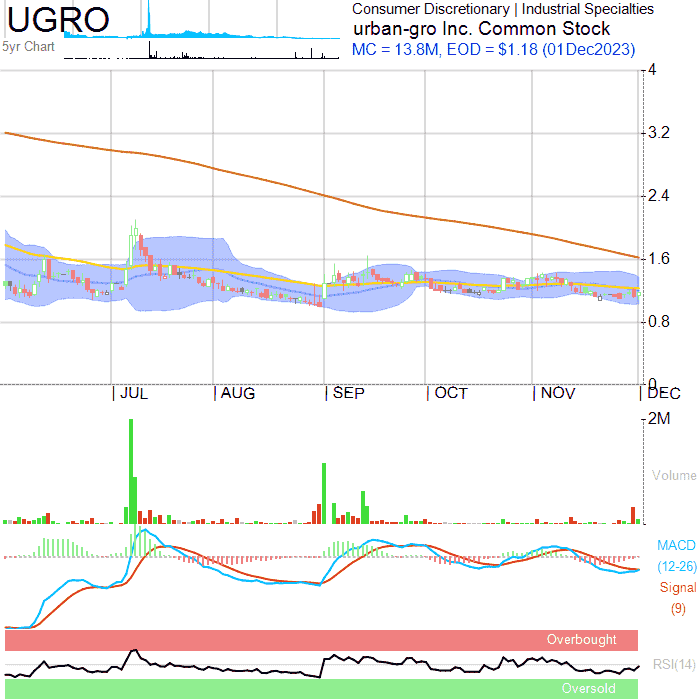 UGRO
5yr Chart
Consumer Discretionary | Industrial Specialties
urban-gro Inc. Common Stock
MC = 13.8M, EOD = $1.18 (01Dec2023)
4
3.2
2.4
1.6
0.8
0
JUL AUG SEP OCT NOV DEC
2M
Volume
MACD
(12-26)
Signal
(9)
Overbought
RSI(14)
Oversold